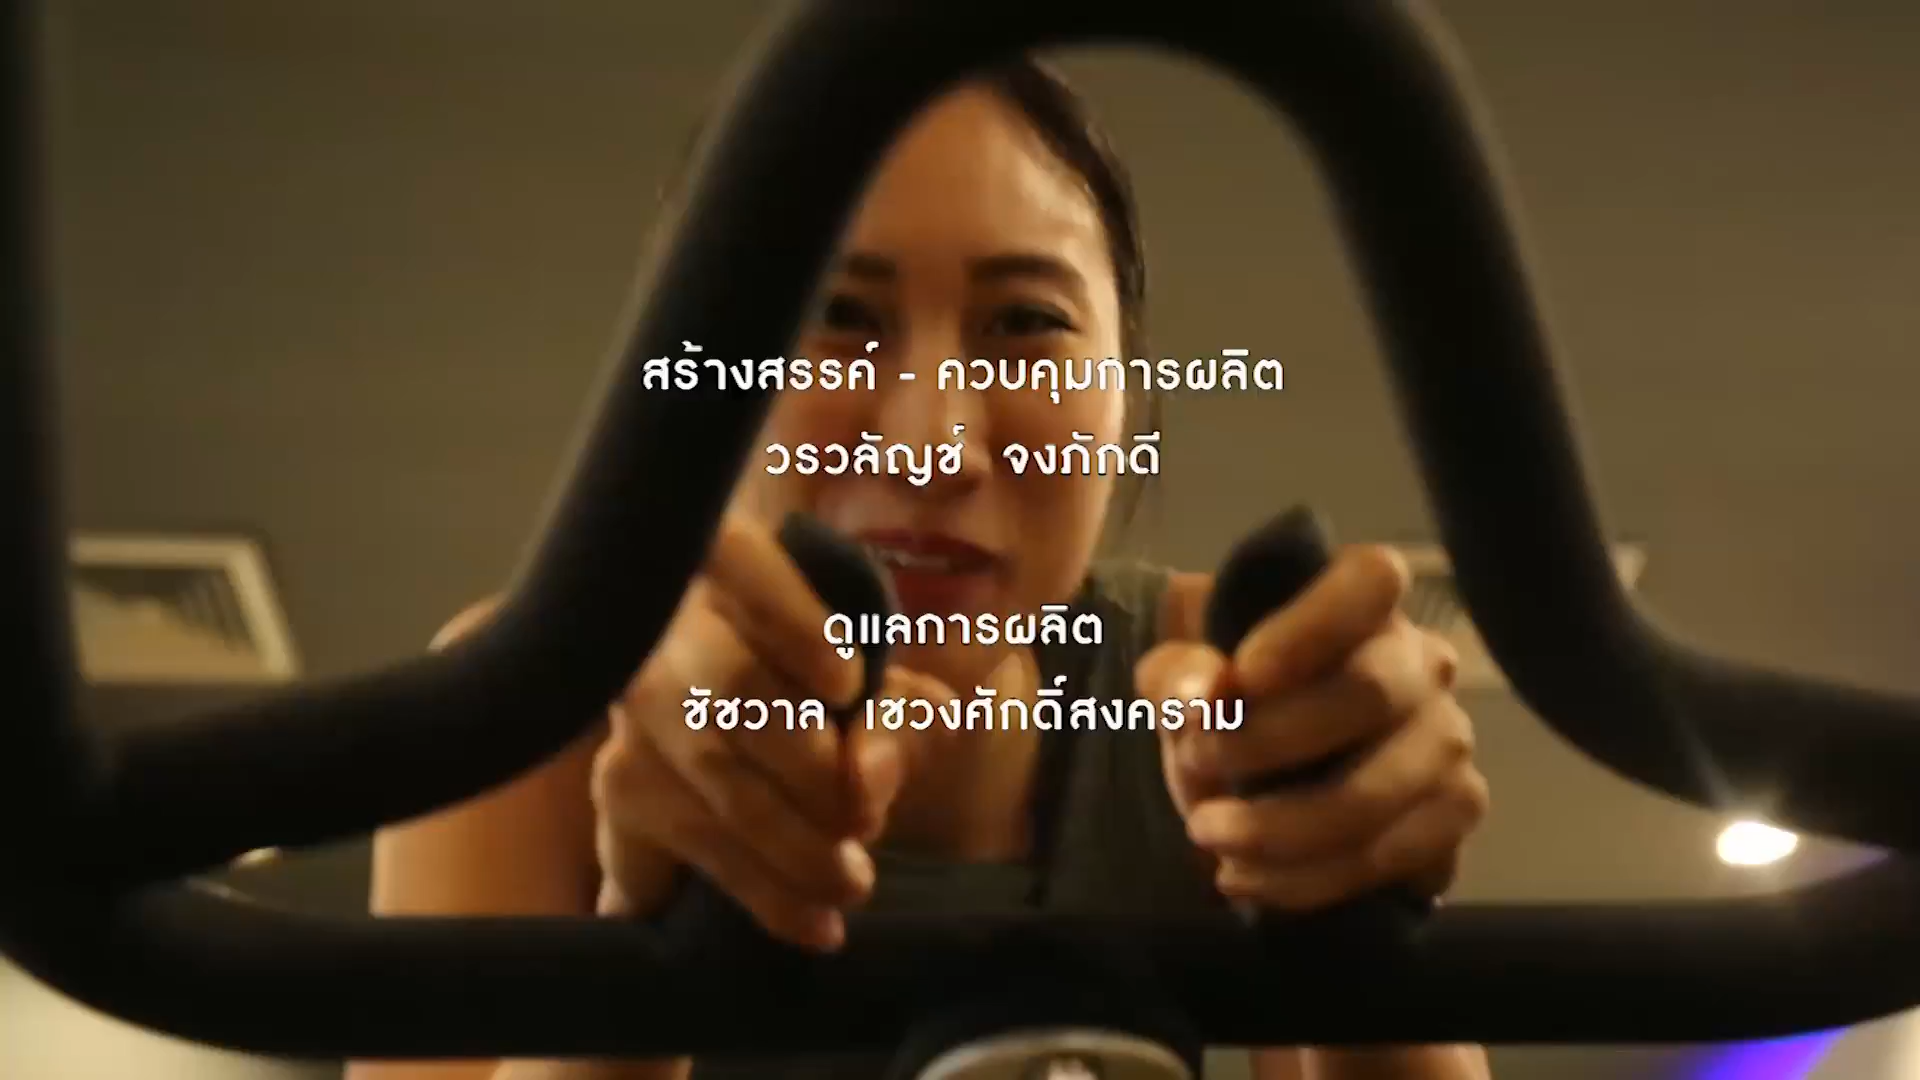 สร้างสรรค์ - ควบคุมการผลิต
วรวลัญช์ จงภักดี
ดูแลการผลิต
ชัชวาล เชวงศักดิ์สงคราม